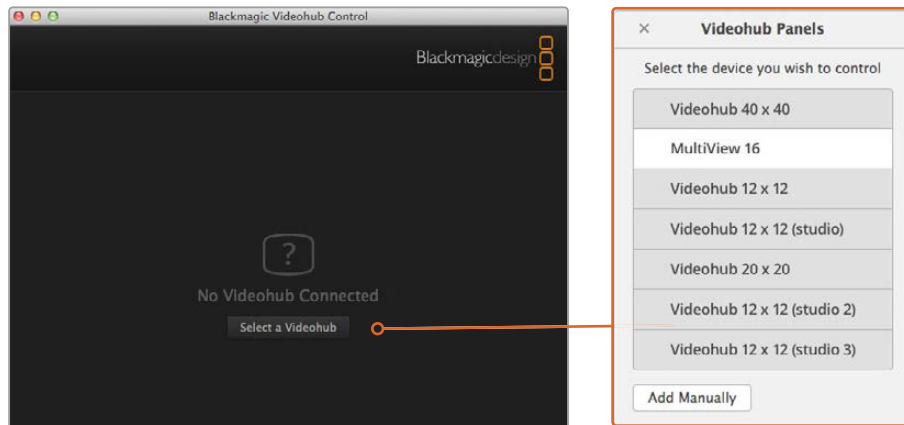 Blackmagic Videohub Control
Blackmagicdesign
?
No Videohub Connected
Select a Videohub
× Videohub Panels
Select the device you wish to control
Videohub 40 x 40
MultiView 16
Videohub 12 x 12
Videohub 12 x 12 (studio)
Videohub 20 x 20
Videohub 12 x 12 (studio 2)
Videohub 12 x 12 (studio 3)
Add Manually